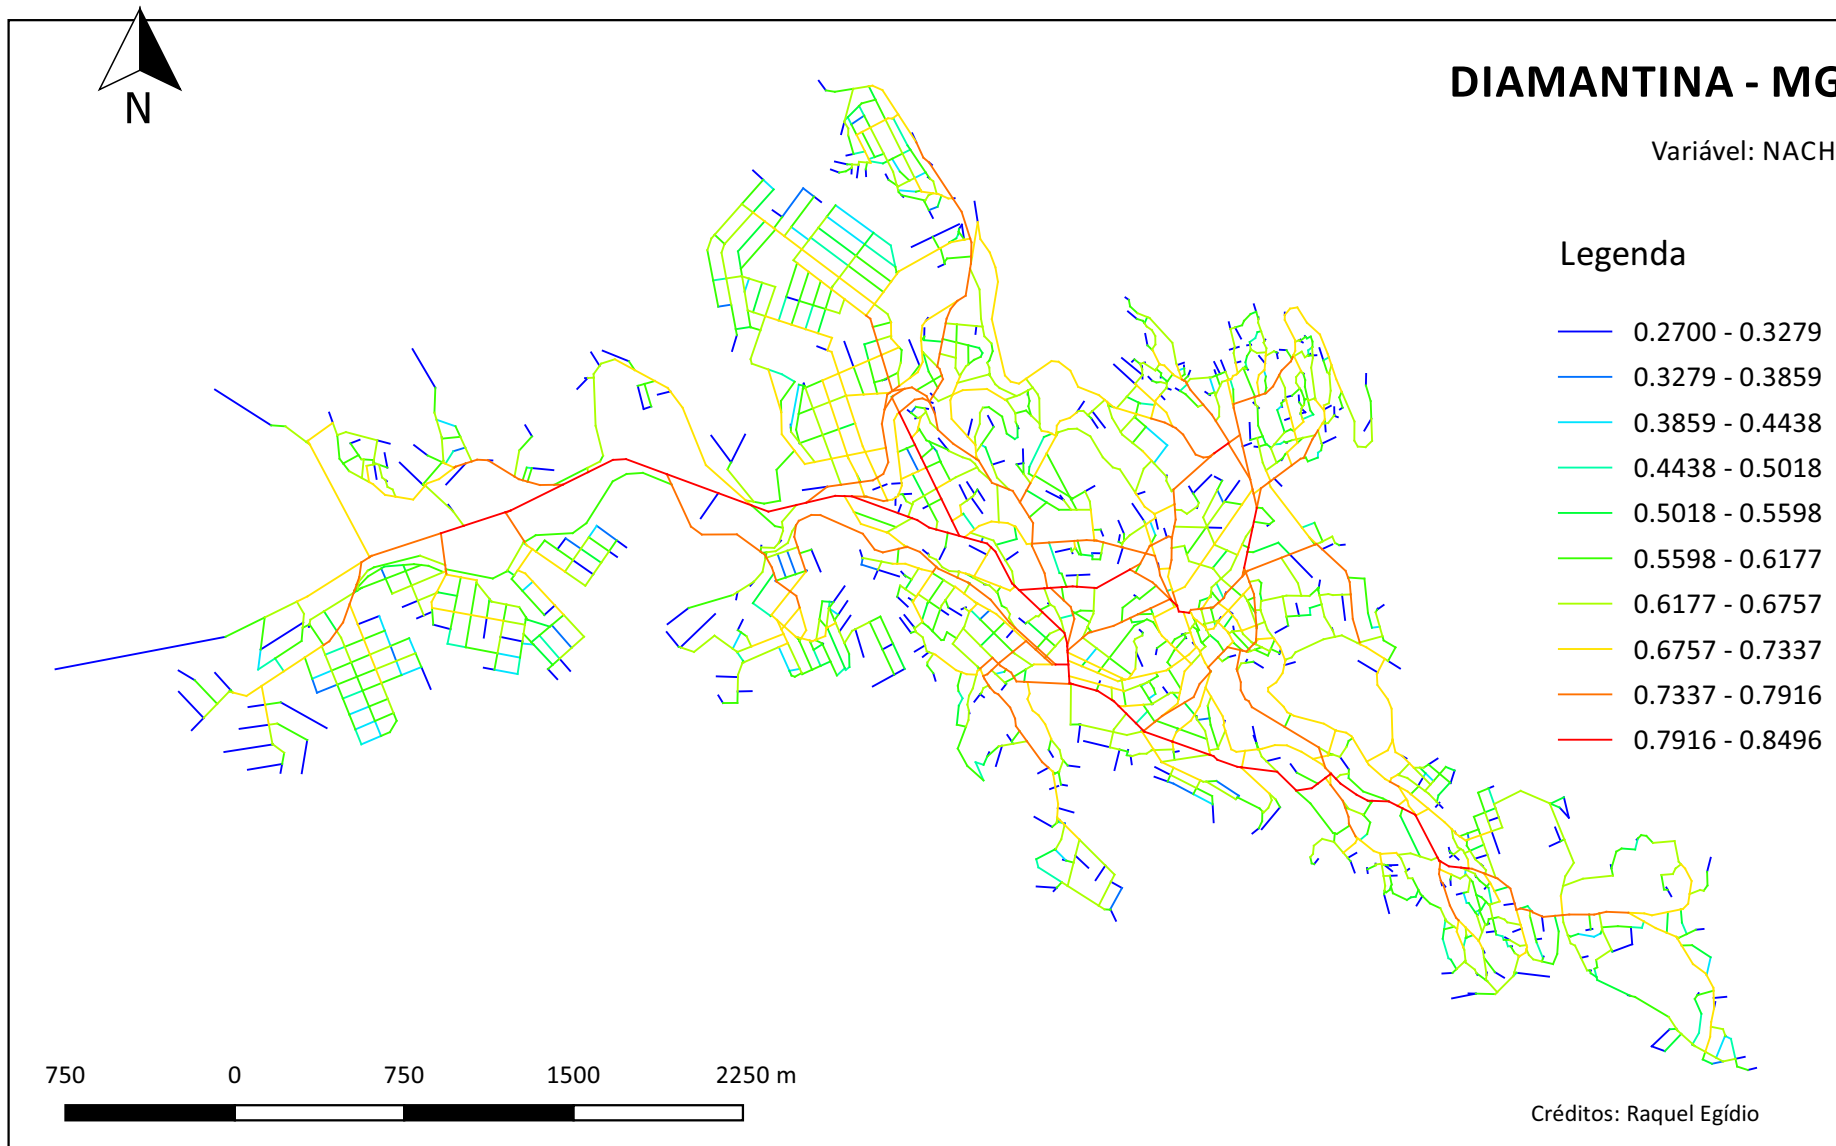 N
DIAMANTINA - MG
Variável: NACH
Legenda
0.2700 - 0.3279
0.3279 - 0.3859
0.3859 - 0.4438
0.4438 - 0.5018
0.5018 - 0.5598
0.5598 - 0.6177
0.6177 - 0.6757
0.6757 - 0.7337
0.7337 - 0.7916
0.7916 - 0.8496
750 0 750 1500 2250 m
Créditos: Raquel Egídio